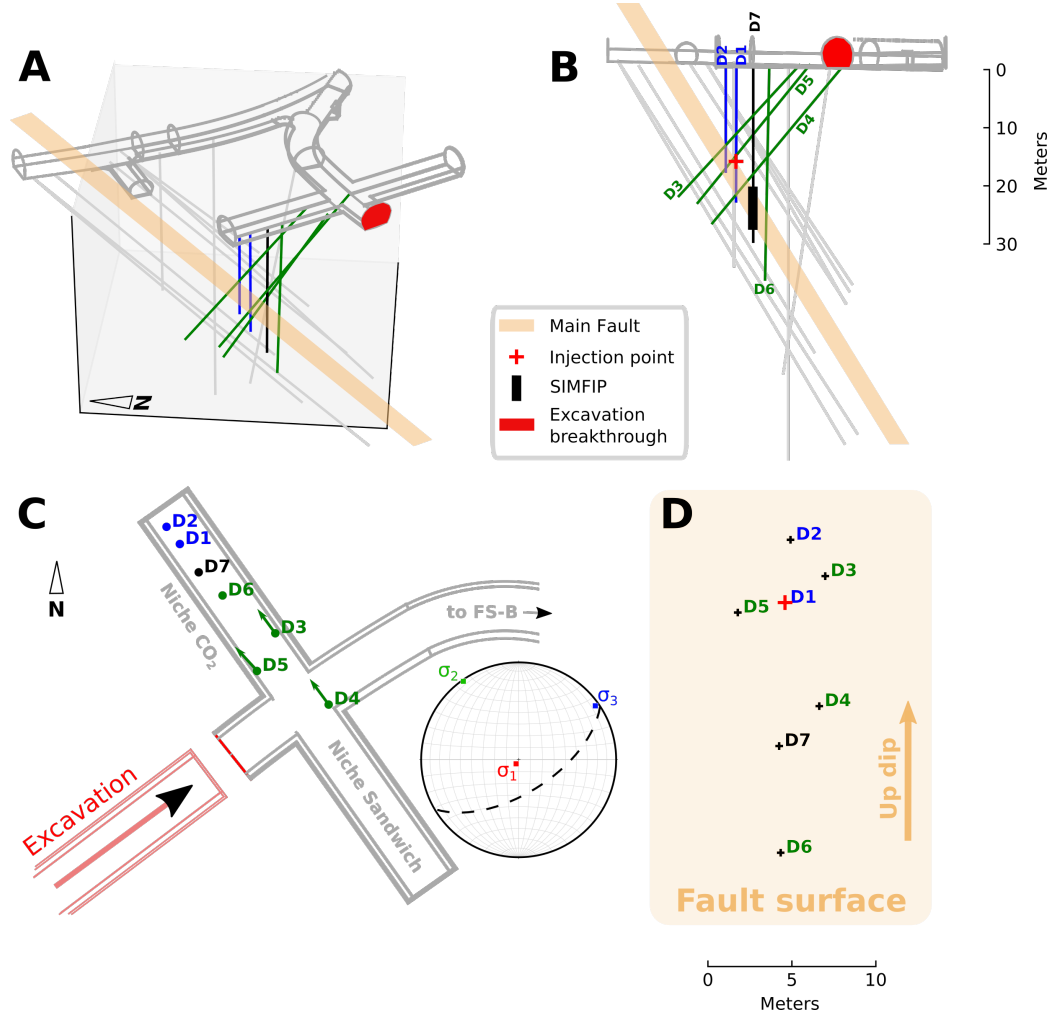 A
N
B
D2
D1
D7
D5
D4
D3
D6
0
10
20
30
Meters
Main Fault
Injection point
SIMFIP
Excavation
breakthrough
C
N
D2
D1
D7
D6
D3
D5
D4
Niche CO₂
to FS-B
Niche Sandwich
Excavation
σ₂
σ₃
σ₁
D
D2
D3
D1
D5
D4
D7
D6
Up dip
Fault surface
0 5 10
Meters